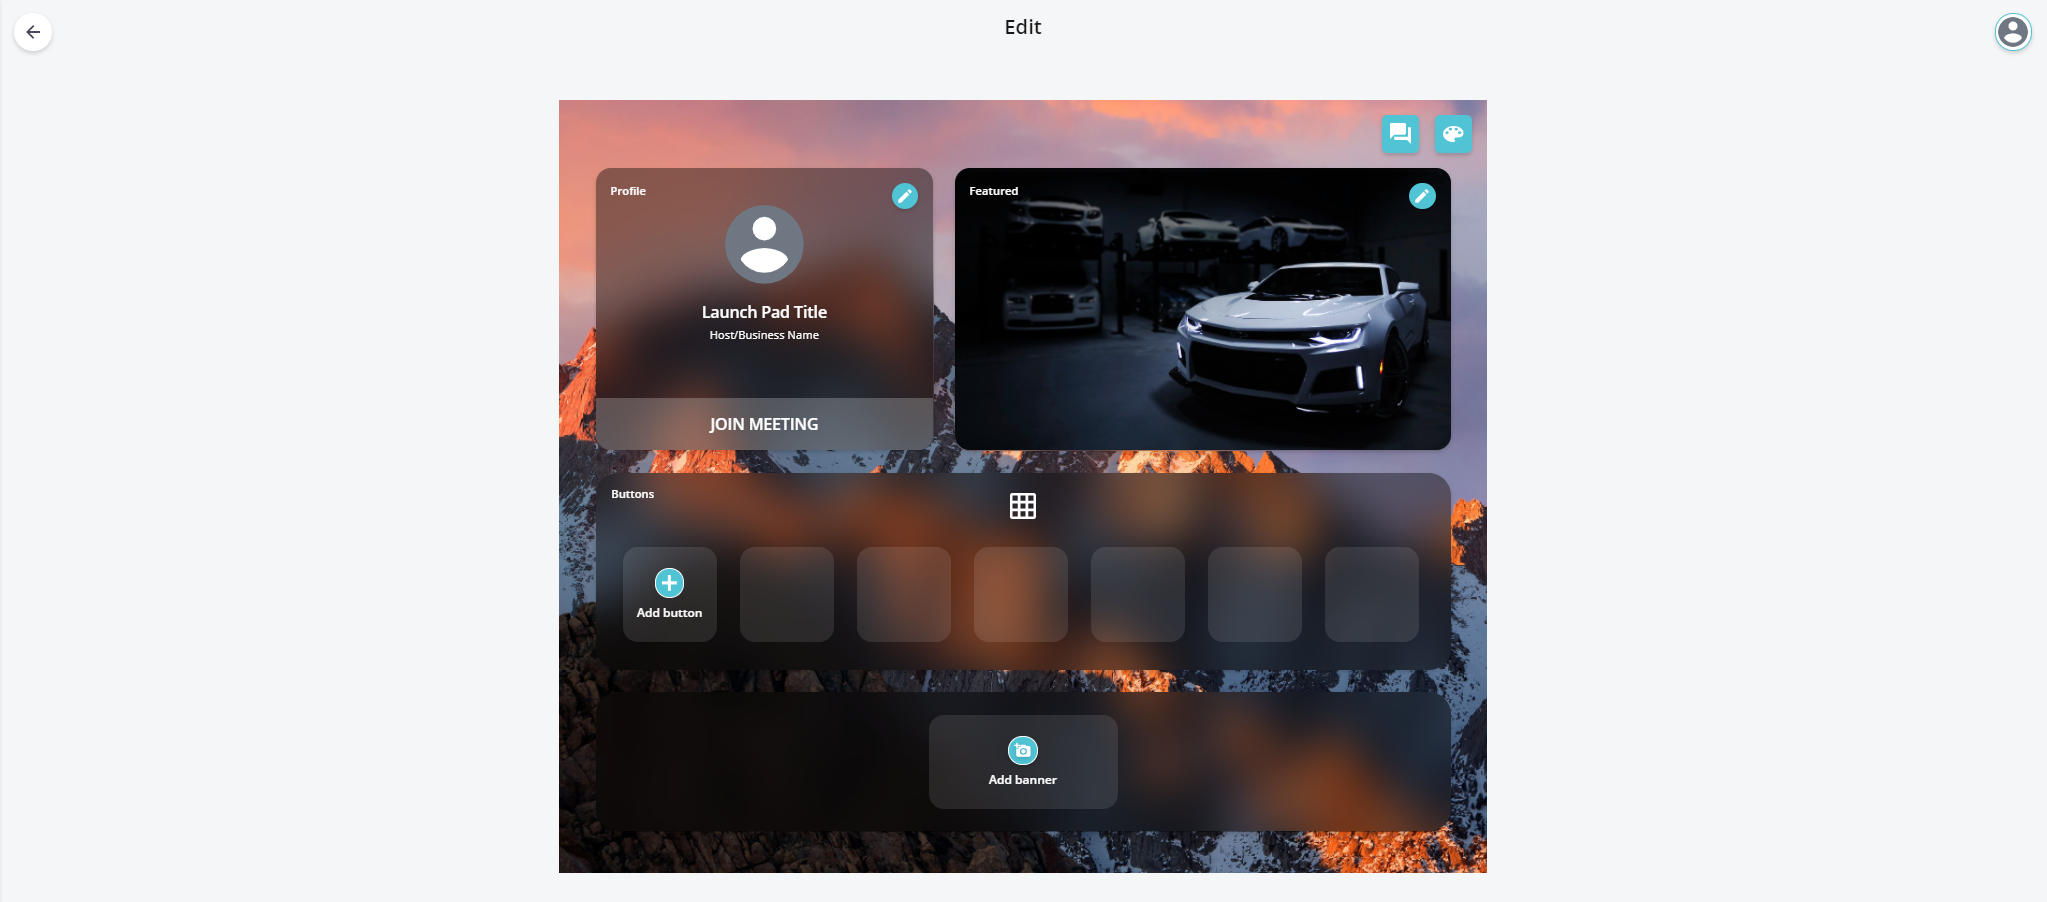 Edit
Profile
Launch Pad Title
Host/Business Name
JOIN MEETING
Featured
Buttons
Add button
Add banner